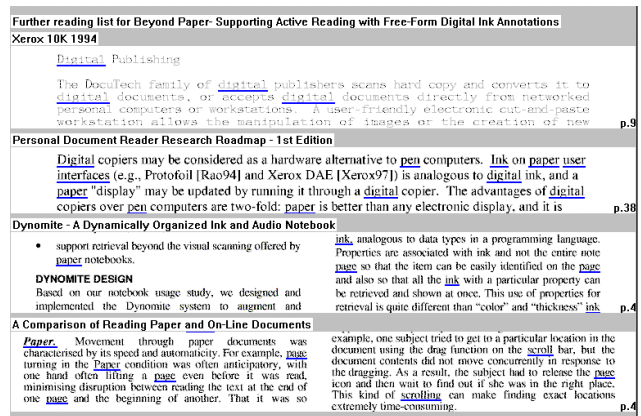 Further reading list for Beyond Paper- Supporting Active Reading with Free-Form Digital Ink Annotations
Xerox 10K 1994
Digital Publishing
The DocuTech family of digital publishers scans hard copy and converts it to
digital documents, or accepts digital documents directly from networked
personal computers or workstations. A user-friendly electronic cut-and-paste
workstation allows the manipulation of images or the creation of new
p.9
Personal Document Reader Research Roadmap - 1st Edition
Digital copiers may be considered as a hardware alternative to pen computers. Ink on paper user
interfaces (e.g., Protofoil [Rao94] and Xerox DAE [Xerox97]) is analogous to digital ink, and a
paper "display" may be updated by running it through a digital copier. The advantages of digital
copiers over pen computers are two-fold: paper is better than any electronic display, and it is
p.38
Dynomite - A Dynamically Organized Ink and Audio Notebook
• support retrieval beyond the visual scanning offered by
paper notebooks.
DYNOMITE DESIGN
Based on our notebook usage study, we designed and
implemented the Dynomite system to augment and
ink, analogous to data types in a programming language.
Properties are associated with ink and not the entire note
page so that the item can be easily identified on the page
and also so that all the ink with a particular property can
be retrieved and shown at once. This use of properties for
retrieval is quite different than "color" and "thickness" ink
p.4
A Comparison of Reading Paper and On-Line Documents
Paper. Movement through paper documents was
characterised by its speed and automaticity. For example, page
turning in the Paper condition was often anticipatory, with
one hand often lifting a page even before it was read,
minimising disruption between reading the text at the end of
one page and the beginning of another. That it was so
example, one subject tried to get to a particular location in the
document using the drag function on the scroll bar, but the
document contents did not move concurrently in response to
the dragging. As a result, the subject had to release the page
icon and then wait to find out if she was in the right place.
This kind of scrolling can make finding exact locations
extremely time-consuming.
p.4